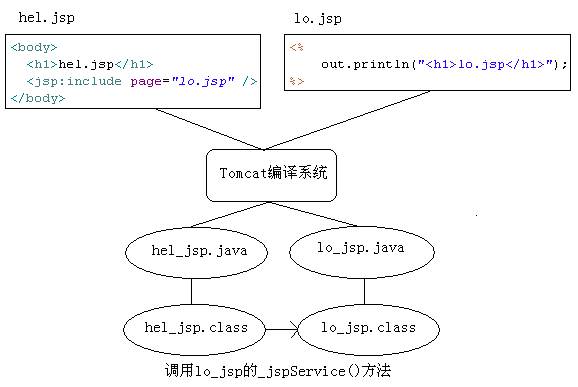 hel.jsp
lo.jsp
<body>
<h1>hel.jsp</h1>
<jsp:include page="lo.jsp" />
</body>
<%
out.println("<h1>lo.jsp</h1>");
%>
Tomcat编译系统
hel_jsp.java
lo_jsp.java
hel_jsp.class
lo_jsp.class
调用lo_jsp的_jspService()方法